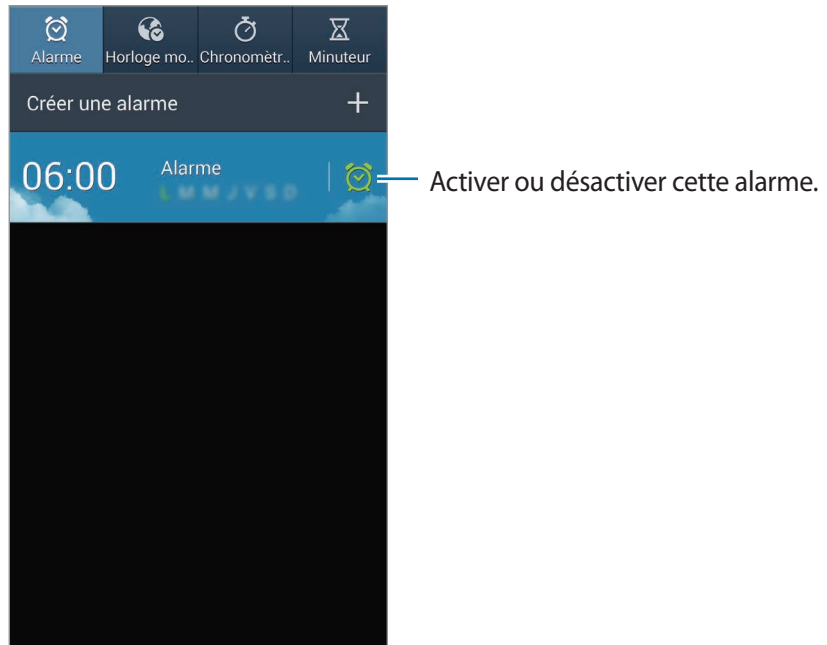 Alarme Horloge mo.. Chronomètr.. Minuteur
Créer une alarme
06:00 Alarme
Activer ou désactiver cette alarme.